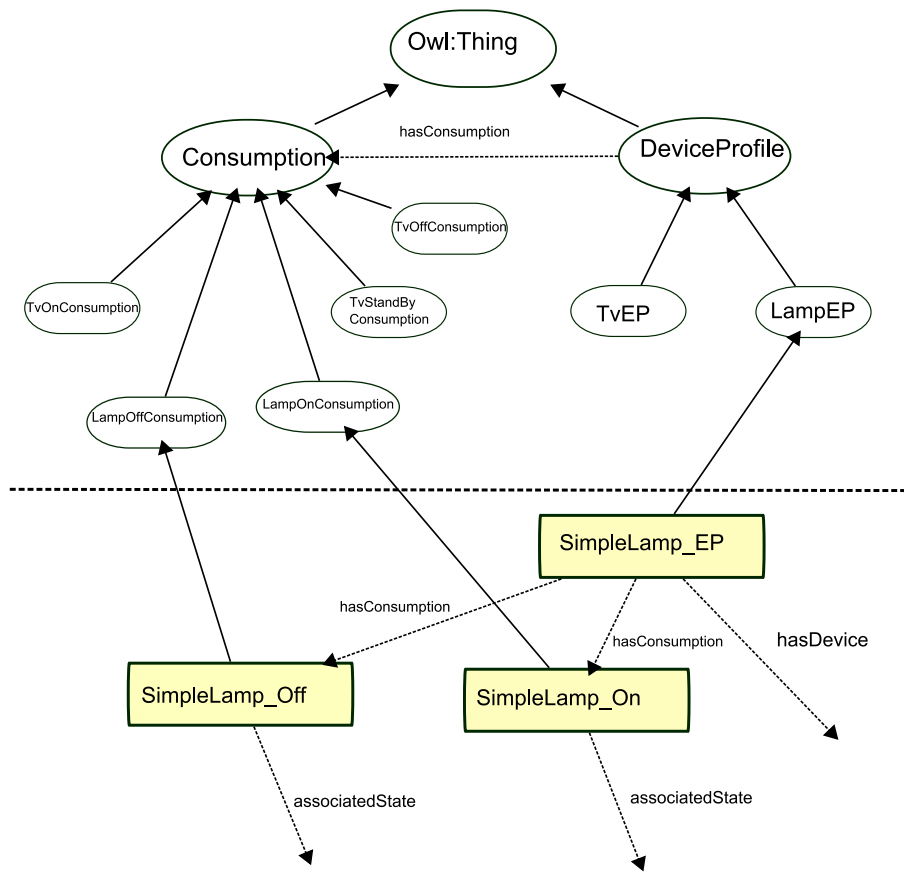 Owl:Thing
hasConsumption
Consumption
DeviceProfile
TvOffConsumption
TvOnConsumption
TvStandBy
Consumption
TvEP
LampEP
LampOffConsumption
LampOnConsumption
SimpleLamp_EP
hasConsumption
hasConsumption
hasDevice
SimpleLamp_Off
SimpleLamp_On
associatedState
associatedState